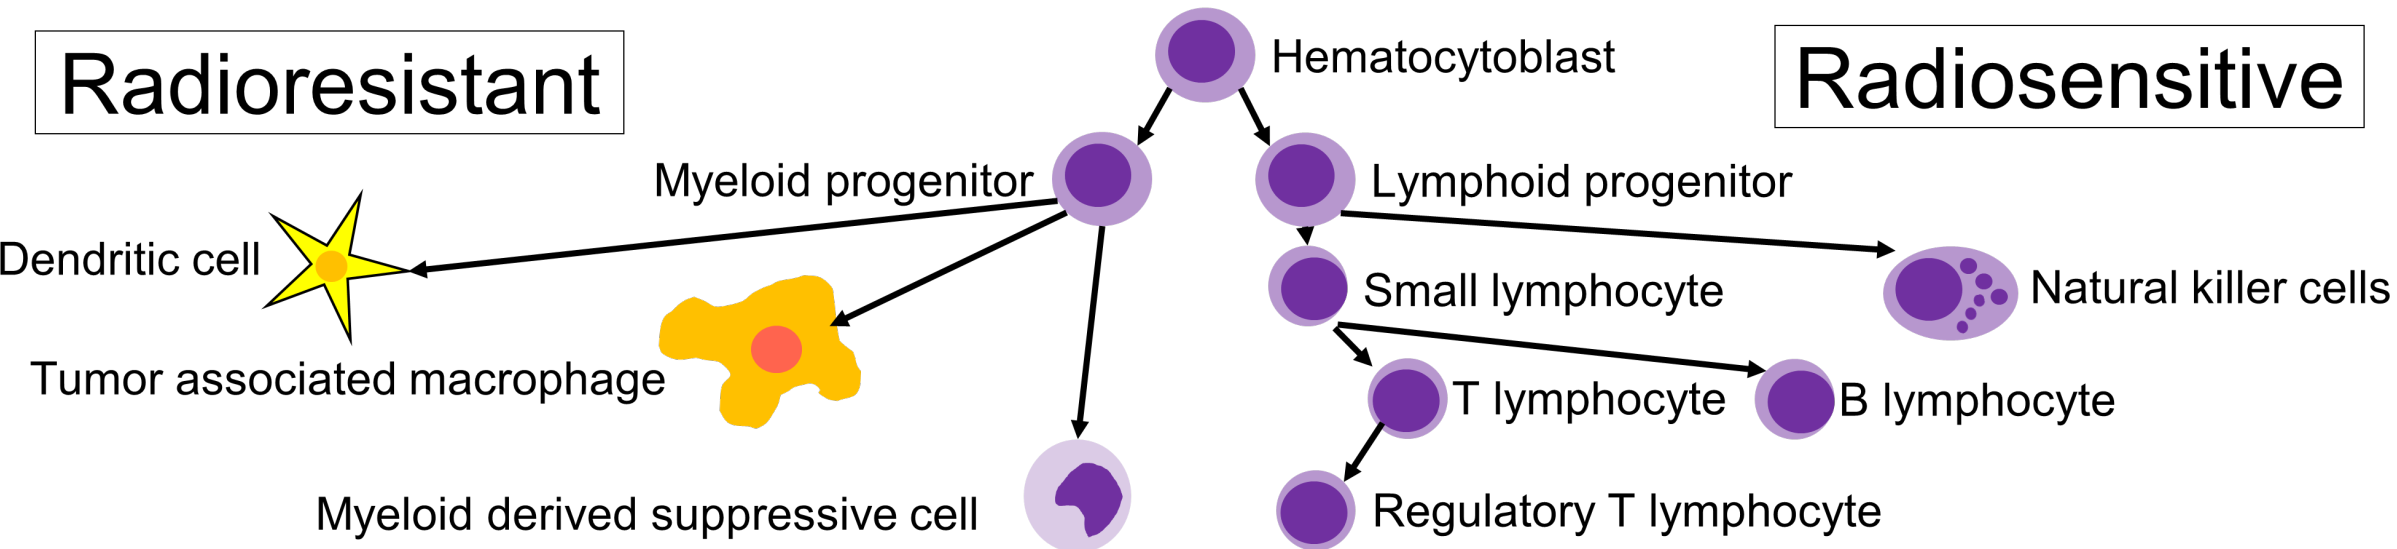 Radioresistant
Hematocytoblast
Radiosensitive
Myeloid progenitor
Lymphoid progenitor
Dendritic cell
Small lymphocyte
Natural killer cells
Tumor associated macrophage
T lymphocyte
B lymphocyte
Myeloid derived suppressive cell
Regulatory T lymphocyte